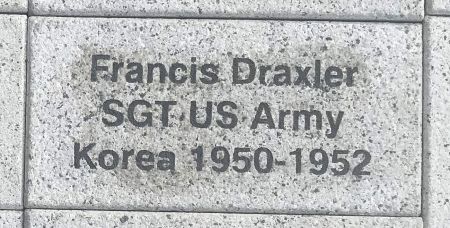 Francis Draxler
SGT US Army
Korea 1950-1952